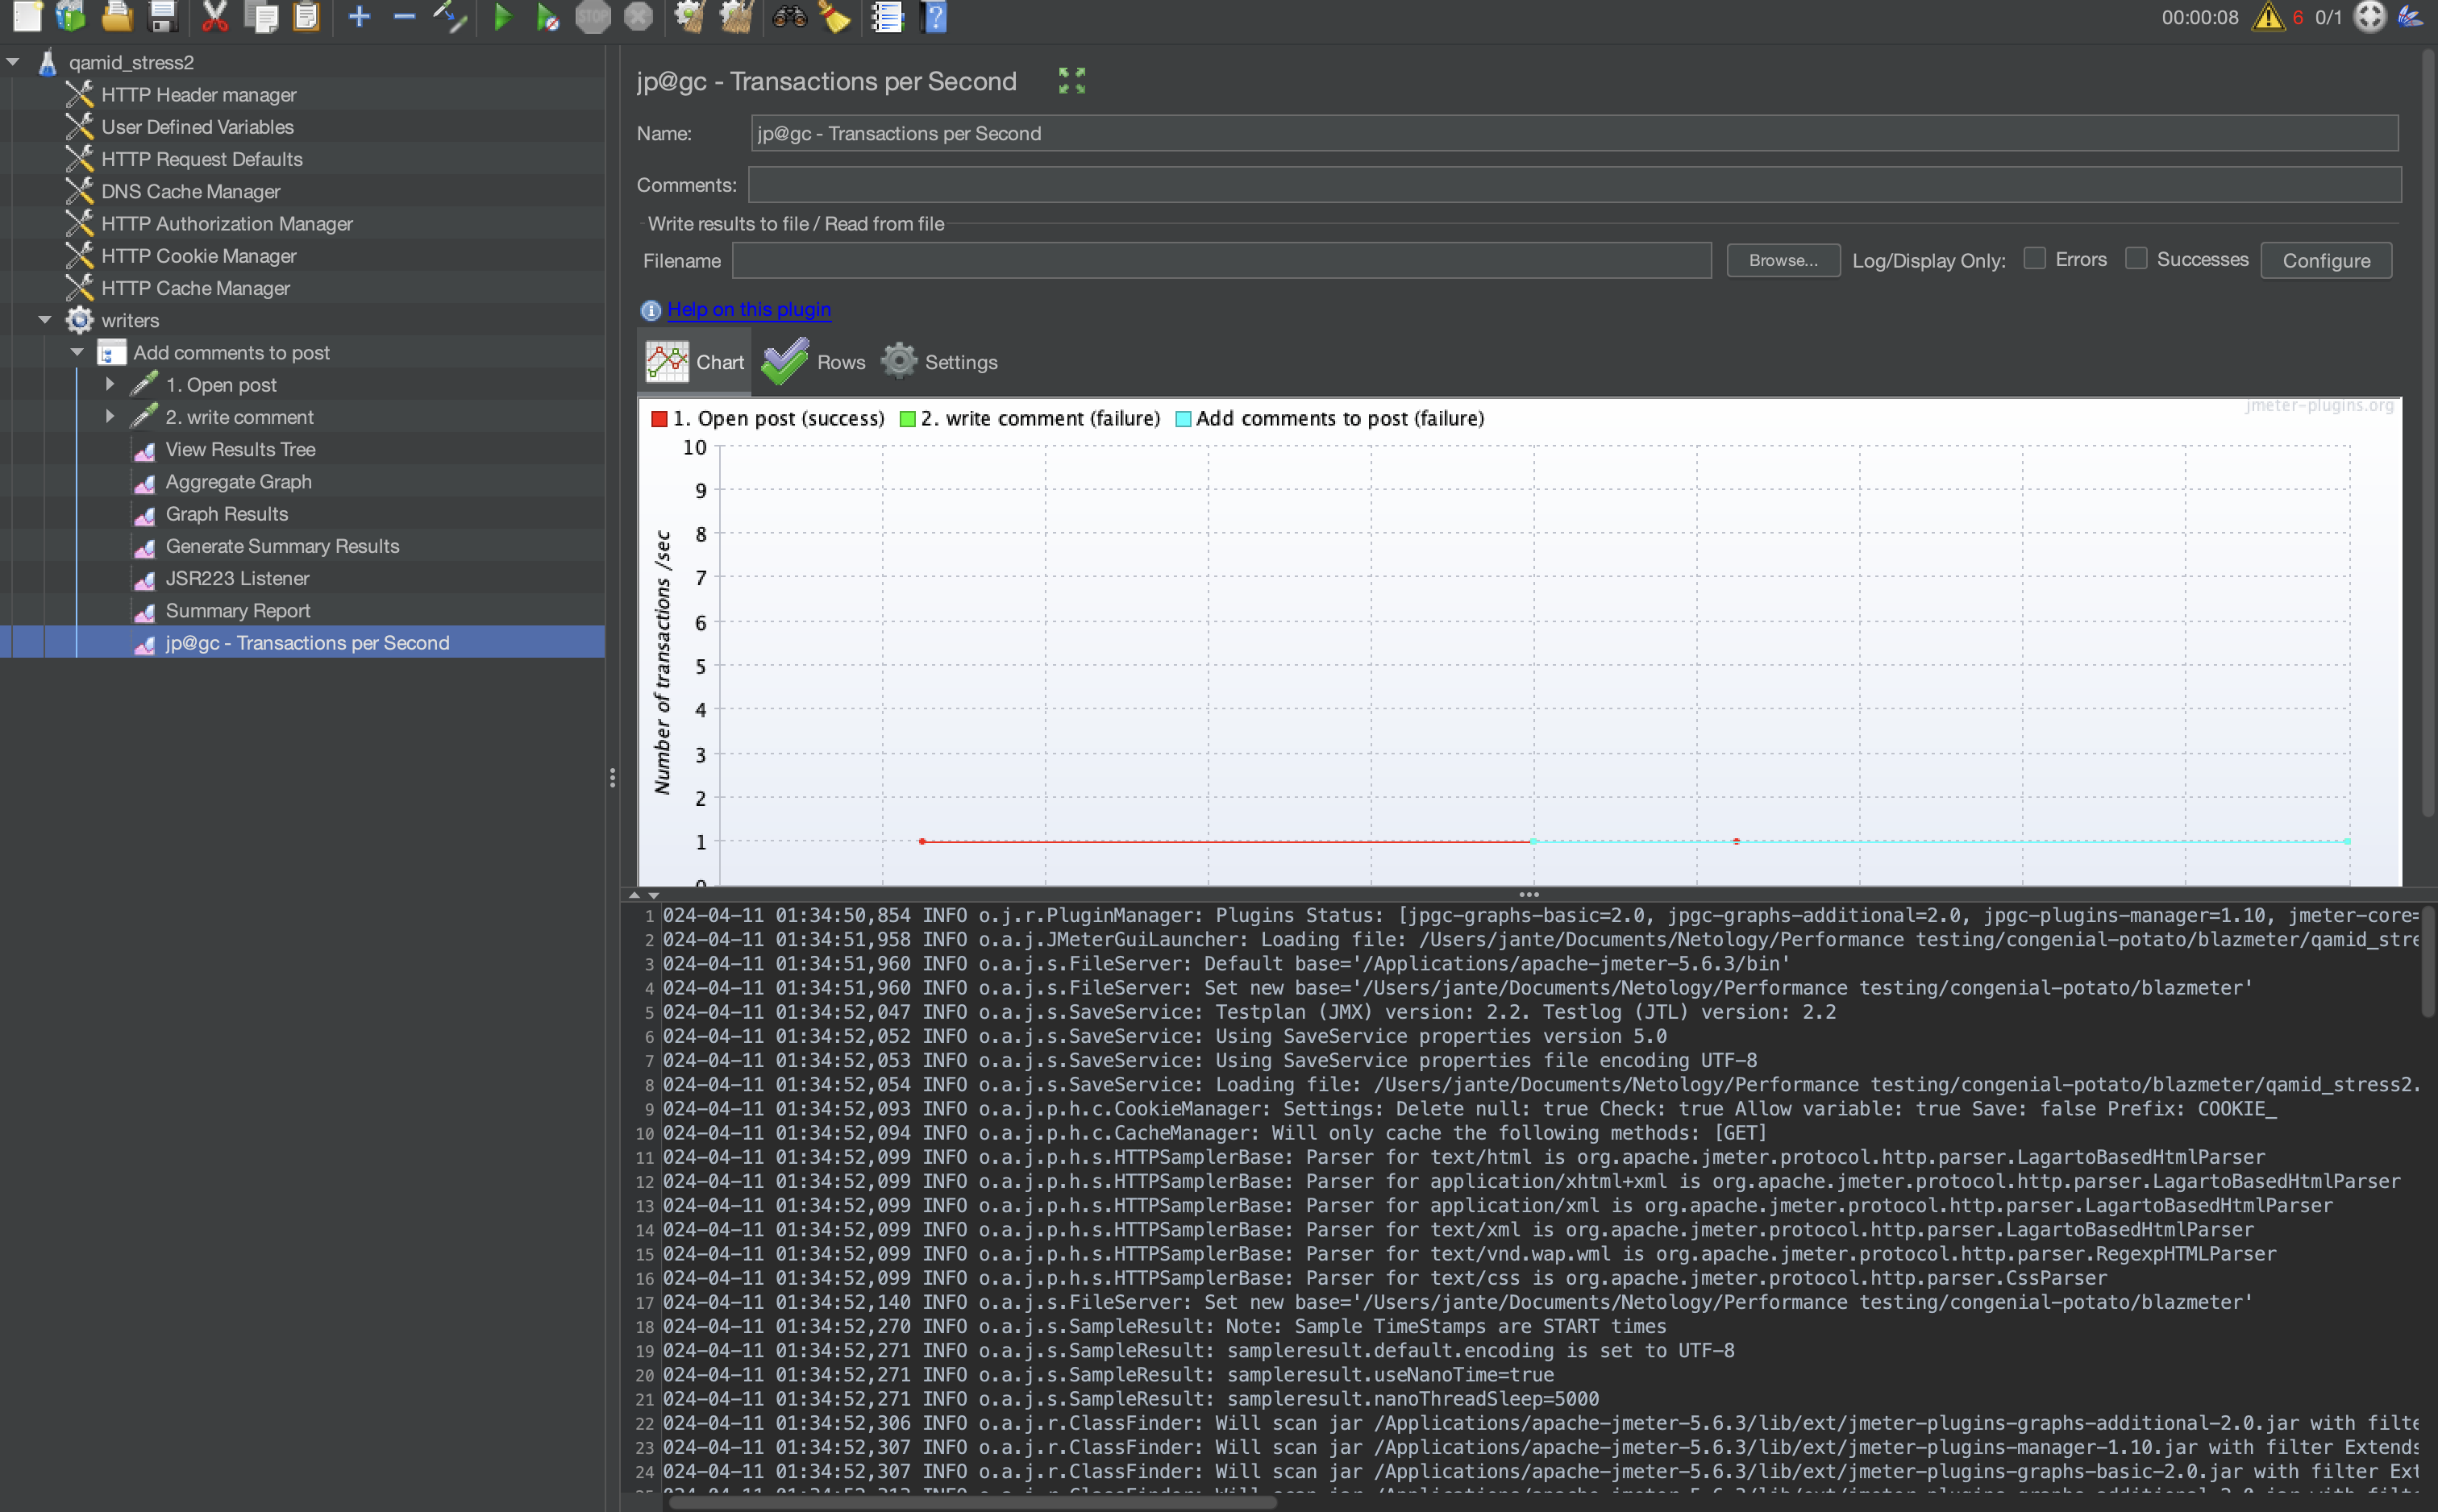 STOP
00:00:08 6 0/1
qamid_stress2
HTTP Header manager
User Defined Variables
HTTP Request Defaults
DNS Cache Manager
HTTP Authorization Manager
HTTP Cookie Manager
HTTP Cache Manager
writers
Add comments to post
1. Open post
2. write comment
View Results Tree
Aggregate Graph
Graph Results
Generate Summary Results
JSR223 Listener
Summary Report
jp@gc - Transactions per Second
jp@gc - Transactions per Second
Name: jp@gc - Transactions per Second
Comments:
Write results to file / Read from file
Filename Browse... Log/Display Only: Errors Successes Configure
Help on this plugin
Chart Rows Settings
jmeter-plugins.org
1. Open post (success) 2. write comment (failure) Add comments to post (failure)
Number of transactions /sec
10
9
8
7
6
5
4
3
2
1
0
1 024-04-11 01:34:50,854 INFO o.j.r.PluginManager: Plugins Status: [jpgc-graphs-basic=2.0, jpgc-graphs-additional=2.0, jpgc-plugins-manager=1.10, jmeter-core=
2 024-04-11 01:34:51,958 INFO o.a.j.JMeterGuiLauncher: Loading file: /Users/jante/Documents/Netology/Performance testing/congenial-potato/blazmeter/qamid_stre
3 024-04-11 01:34:51,960 INFO o.a.j.s.FileServer: Default base='/Applications/apache-jmeter-5.6.3/bin'
4 024-04-11 01:34:51,960 INFO o.a.j.s.FileServer: Set new base='/Users/jante/Documents/Netology/Performance testing/congenial-potato/blazmeter'
5 024-04-11 01:34:52,047 INFO o.a.j.s.SaveService: Testplan (JMX) version: 2.2. Testlog (JTL) version: 2.2
6 024-04-11 01:34:52,052 INFO o.a.j.s.SaveService: Using SaveService properties version 5.0
7 024-04-11 01:34:52,053 INFO o.a.j.s.SaveService: Using SaveService properties file encoding UTF-8
8 024-04-11 01:34:52,054 INFO o.a.j.s.SaveService: Loading file: /Users/jante/Documents/Netology/Performance testing/congenial-potato/blazmeter/qamid_stress2.
9 024-04-11 01:34:52,093 INFO o.a.j.p.h.c.CookieManager: Settings: Delete null: true Check: true Allow variable: true Save: false Prefix: COOKIE_
10 024-04-11 01:34:52,094 INFO o.a.j.p.h.c.CacheManager: Will only cache the following methods: [GET]
11 024-04-11 01:34:52,099 INFO o.a.j.p.h.s.HTTPSamplerBase: Parser for text/html is org.apache.jmeter.protocol.http.parser.LagartoBasedHtmlParser
12 024-04-11 01:34:52,099 INFO o.a.j.p.h.s.HTTPSamplerBase: Parser for application/xhtml+xml is org.apache.jmeter.protocol.http.parser.LagartoBasedHtmlParser
13 024-04-11 01:34:52,099 INFO o.a.j.p.h.s.HTTPSamplerBase: Parser for application/xml is org.apache.jmeter.protocol.http.parser.LagartoBasedHtmlParser
14 024-04-11 01:34:52,099 INFO o.a.j.p.h.s.HTTPSamplerBase: Parser for text/xml is org.apache.jmeter.protocol.http.parser.LagartoBasedHtmlParser
15 024-04-11 01:34:52,099 INFO o.a.j.p.h.s.HTTPSamplerBase: Parser for text/vnd.wap.wml is org.apache.jmeter.protocol.http.parser.RegexpHTMLParser
16 024-04-11 01:34:52,099 INFO o.a.j.p.h.s.HTTPSamplerBase: Parser for text/css is org.apache.jmeter.protocol.http.parser.CssParser
17 024-04-11 01:34:52,140 INFO o.a.j.s.FileServer: Set new base='/Users/jante/Documents/Netology/Performance testing/congenial-potato/blazmeter'
18 024-04-11 01:34:52,270 INFO o.a.j.s.SampleResult: Note: Sample TimeStamps are START times
19 024-04-11 01:34:52,271 INFO o.a.j.s.SampleResult: sampleresult.default.encoding is set to UTF-8
20 024-04-11 01:34:52,271 INFO o.a.j.s.SampleResult: sampleresult.useNanoTime=true
21 024-04-11 01:34:52,271 INFO o.a.j.s.SampleResult: sampleresult.nanoThreadSleep=5000
22 024-04-11 01:34:52,306 INFO o.a.j.r.ClassFinder: Will scan jar /Applications/apache-jmeter-5.6.3/lib/ext/jmeter-plugins-graphs-additional-2.0.jar with filte
23 024-04-11 01:34:52,307 INFO o.a.j.r.ClassFinder: Will scan jar /Applications/apache-jmeter-5.6.3/lib/ext/jmeter-plugins-manager-1.10.jar with filter Extends
24 024-04-11 01:34:52,307 INFO o.a.j.r.ClassFinder: Will scan jar /Applications/apache-jmeter-5.6.3/lib/ext/jmeter-plugins-graphs-basic-2.0.jar with filter Ext